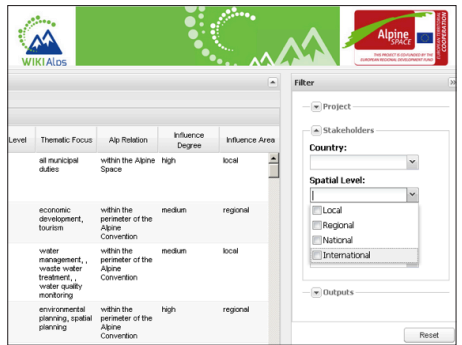 WIKIAlps
Alpine
SPACE
THIS PROJECT IS CO-FUNDED BY THE
EUROPEAN REGIONAL DEVELOPMENT FUND
EUROPEAN TERRITORIAL
COOPERATION
Filter
Project
Stakeholders
Country:
Spatial Level:
Local
Regional
National
International
Outputs
Reset
Level Thematic Focus Alp Relation Influence Degree Influence Area
all municipal duties within the Alpine Space high local
economic development, tourism within the perimeter of the Alpine Convention medium regional
water management, , waste water treatment, , water quality monitoring within the perimeter of the Alpine Convention medium local
environmental planning, spatial planning within the perimeter of the Alpine Convention high regional